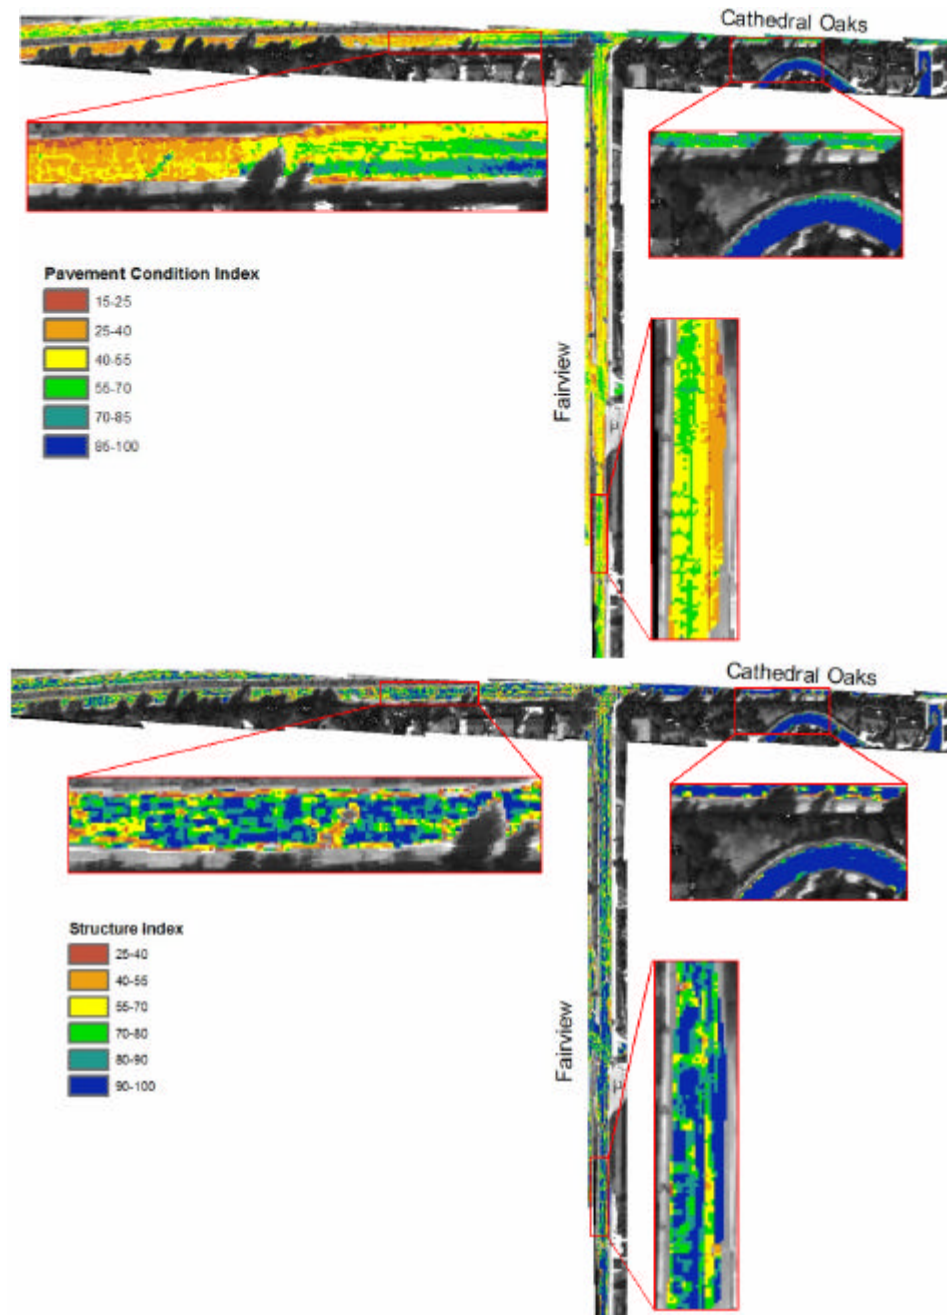 Cathedral Oaks
Pavement Condition Index
15-25
25-40
40-55
55-70
70-85
85-100
Fairview
Cathedral Oaks
Structure Index
25-40
40-55
55-70
70-80
80-90
90-100
Fairview